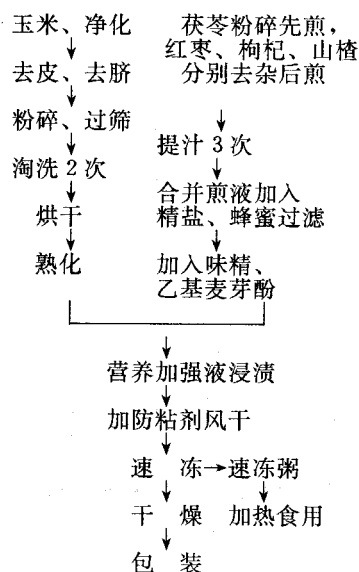 玉米、净化
去皮、去脐
粉碎、过筛
淘洗2次
烘干
熟化
茯苓粉碎先煎，
红枣、枸杞、山楂
分别去杂后煎
提汁3次
合并煎液加入
精盐、蜂蜜过滤
加入味精、
乙基麦芽酚
营养加强液浸渍
加防粘剂风干
速 冻→速冻粥
干 燥 加热食用
包 装